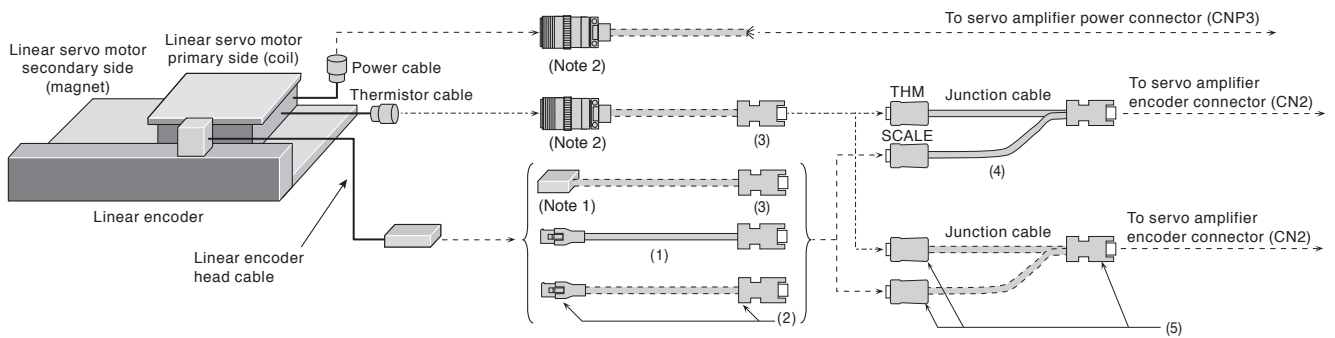 To servo amplifier power connector (CNP3)
Linear servo motor
primary side (coil)
Linear servo motor
secondary side
(magnet)
Power cable
(Note 2)
Thermistor cable
(Note 2)
(3)
THM
Junction cable
To servo amplifier
encoder connector (CN2)
SCALE
(4)
(Note 1)
(3)
Linear encoder
Linear encoder
head cable
(1)
(2)
Junction cable
To servo amplifier
encoder connector (CN2)
(5)